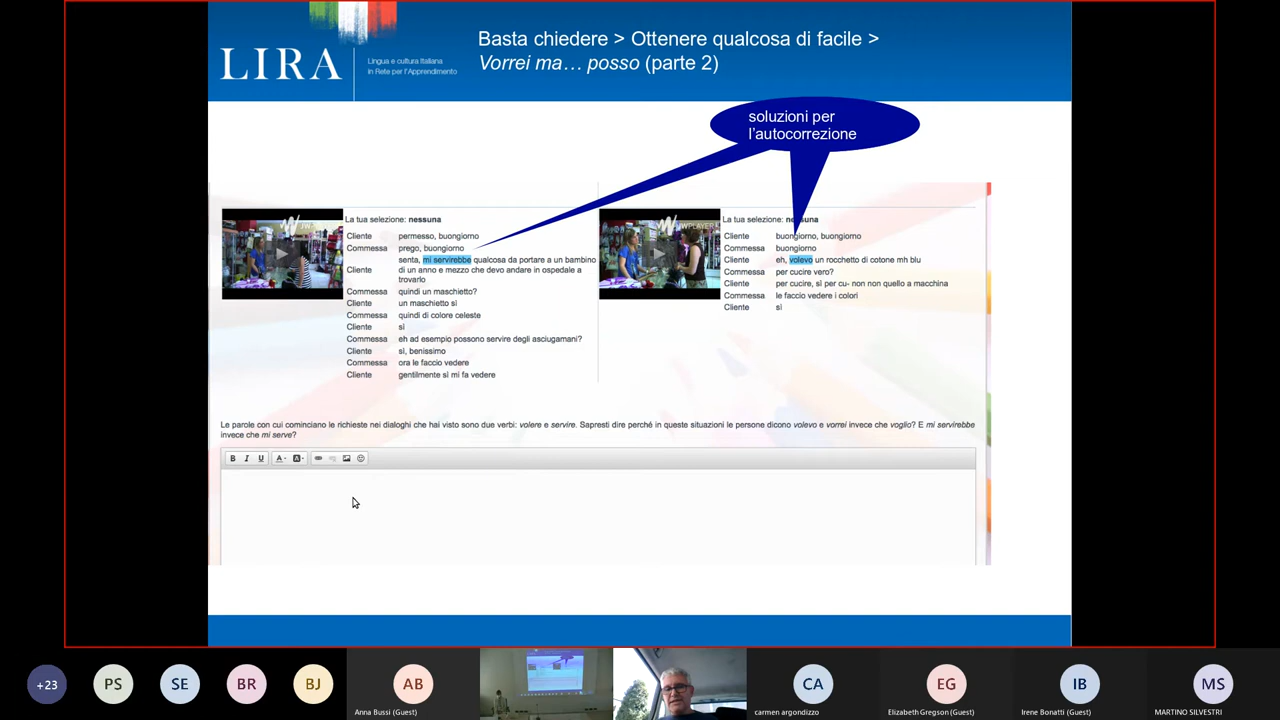 LIRA
Lingua e cultura Italiana
in Rete per l'Apprendimento
Basta chiedere > Ottenere qualcosa di facile >
Vorrei ma… posso (parte 2)
soluzioni per
l'autocorrezione
La tua selezione: nessuna
Cliente permesso, buongiorno
Commessa prego, buongiorno
senta, mi servirebbe qualcosa da portare a un bambino
Cliente di un anno e mezzo che devo andare in ospedale a
trovarlo
Commessa quindi un maschietto?
Cliente un maschietto sì
Commessa quindi di colore celeste
Cliente sì
Commessa eh ad esempio possono servire degli asciugamani?
Cliente sì, benissimo
Commessa ora le faccio vedere
Cliente gentilmente sì mi fa vedere
La tua selezione: nessuna
Cliente buongiorno, buongiorno
Commessa buongiorno
Cliente eh, volevo un rocchetto di cotone mh blu
Commessa per cucire vero?
Cliente per cucire, sì per cu- non non quello a macchina
Commessa le faccio vedere i colori
Cliente sì
Le parole con cui cominciano le richieste nei dialoghi che hai visto sono due verbi: volere e servire. Sapresti dire perché in queste situazioni le persone dicono volevo e vorrei invece che voglio? E mi servirebbe
invece che mi serve?
B I U A A
+23 PS SE BR BJ AB CA EG IB MS
Anna Bussi (Guest) carmen argondizzo Elizabeth Gregson (Guest) Irene Bonatti (Guest) MARTINO SILVESTRI